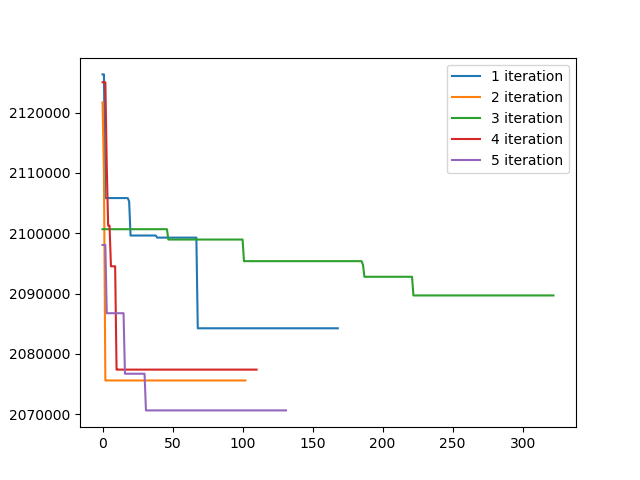 1 iteration
2 iteration
3 iteration
4 iteration
5 iteration
2120000
2110000
2100000
2090000
2080000
2070000
0 50 100 150 200 250 300